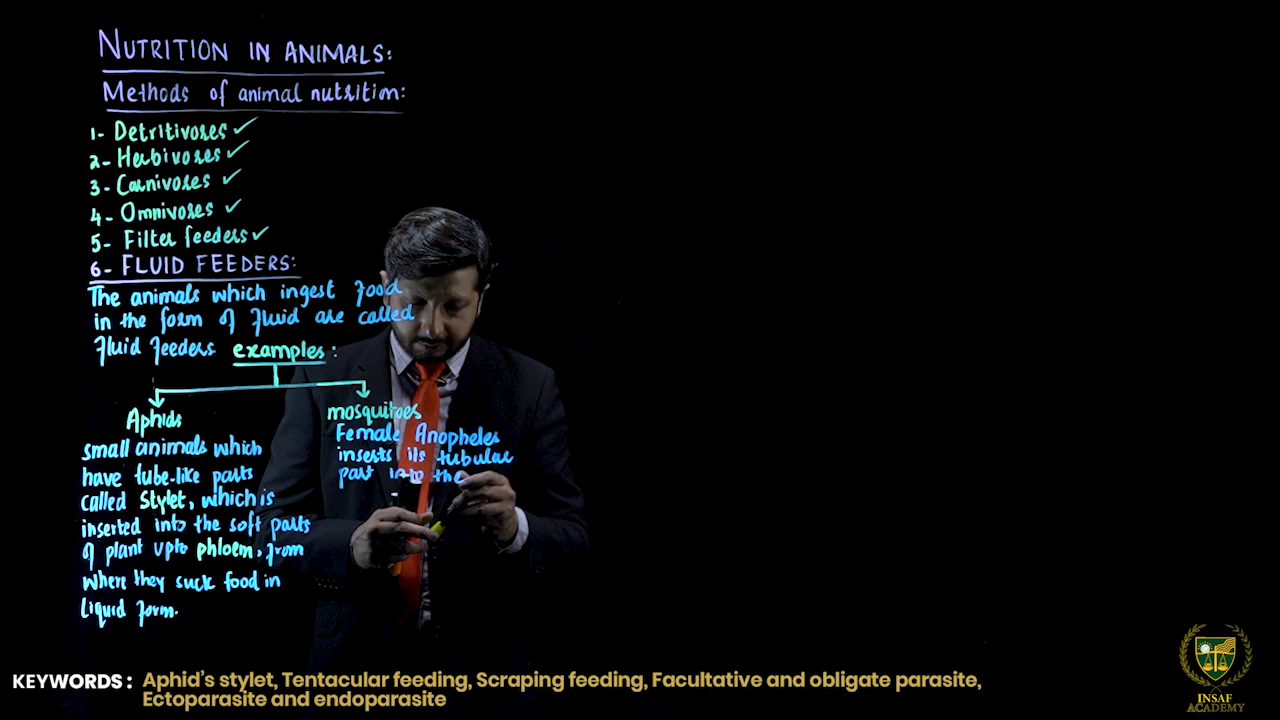 NUTRITION IN ANIMALS:
Methods of animal nutrition:
1- Detritivores ✓
2- Herbivores ✓
3- Carnivores ✓
4- Omnivores ✓
5- Filter feeders ✓
6- FLUID FEEDERS:
The animals which ingest food
in the form of fluid are called
fluid feeders. examples:
Aphids
small animals which
have tube-like parts
called Stylet, which is
inserted into the soft parts
of plant upto phloem, from
where they suck food in
liquid form.
mosquitoes
Female Anopheles
inserts its tubular
part into the
KEYWORDS: Aphid's stylet, Tentacular feeding, Scraping feeding, Facultative and obligate parasite,
Ectoparasite and endoparasite
INSAF
ACADEMY